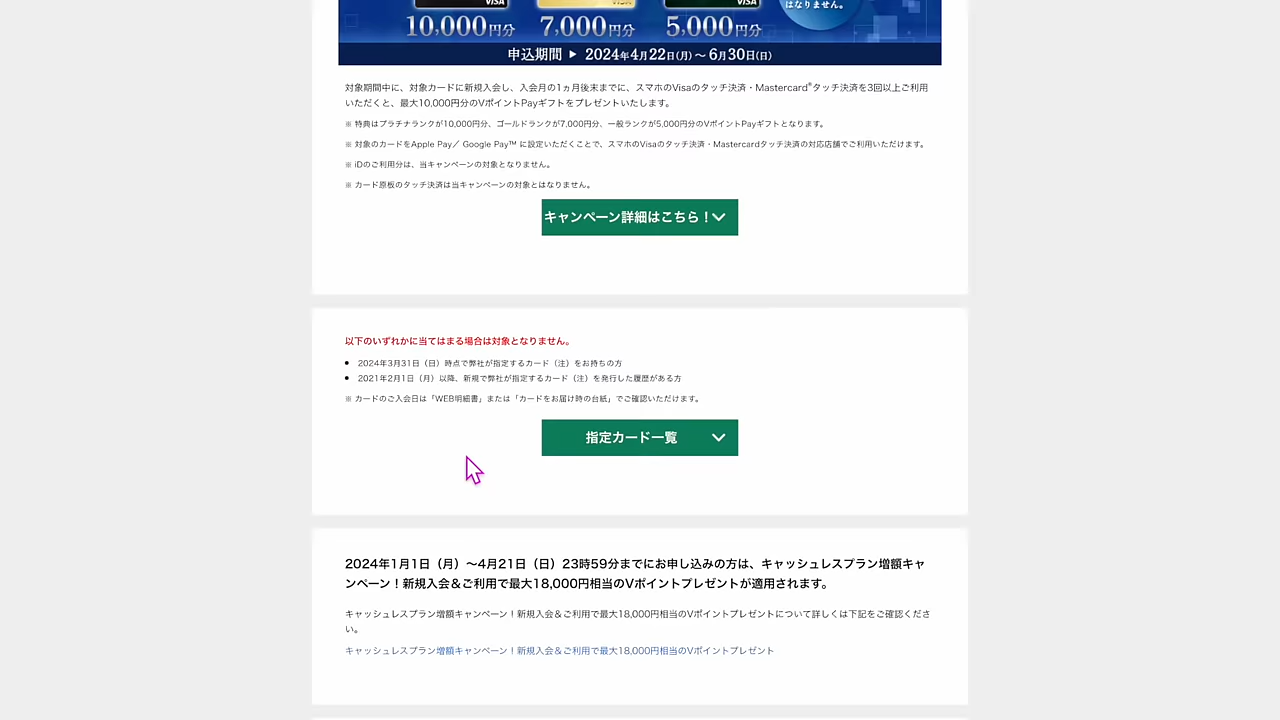 VISA
VISA
はなりません。
10,000円分
7,000円分
5,000円分
申込期間 ▶ 2024年4月22日(月)〜6月30日(日)
対象期間中に、対象カードに新規入会し、入会月の1ヵ月後末までに、スマホのVisaのタッチ決済・Mastercard®タッチ決済を3回以上ご利用
いただくと、最大10,000円分のVポイントPayギフトをプレゼントいたします。
※ 特典はプラチナランクが10,000円分、ゴールドランクが7,000円分、一般ランクが5,000円分のVポイントPayギフトとなります。
※ 対象のカードをApple Pay／ Google Pay™ に設定いただくことで、スマホのVisaのタッチ決済・Mastercardタッチ決済の対応店舗でご利用いただけます。
※ iDのご利用分は、当キャンペーンの対象となりません。
※ カード原板のタッチ決済は当キャンペーンの対象とはなりません。
キャンペーン詳細はこちら！
以下のいずれかに当てはまる場合は対象となりません。
● 2024年3月31日（日）時点で弊社が指定するカード（注）をお持ちの方
● 2021年2月1日（月）以降、新規で弊社が指定するカード（注）を発行した履歴がある方
※ カードのご入会日は「WEB明細書」または「カードをお届け時の台紙」でご確認いただけます。
指定カード一覧
2024年1月1日（月）〜4月21日（日）23時59分までにお申し込みの方は、キャッシュレスプラン増額キャ
ンペーン！新規入会＆ご利用で最大18,000円相当のVポイントプレゼントが適用されます。
キャッシュレスプラン増額キャンペーン！新規入会＆ご利用で最大18,000円相当のVポイントプレゼントについて詳しくは下記をご確認くださ
い。
キャッシュレスプラン増額キャンペーン！新規入会＆ご利用で最大18,000円相当のVポイントプレゼント